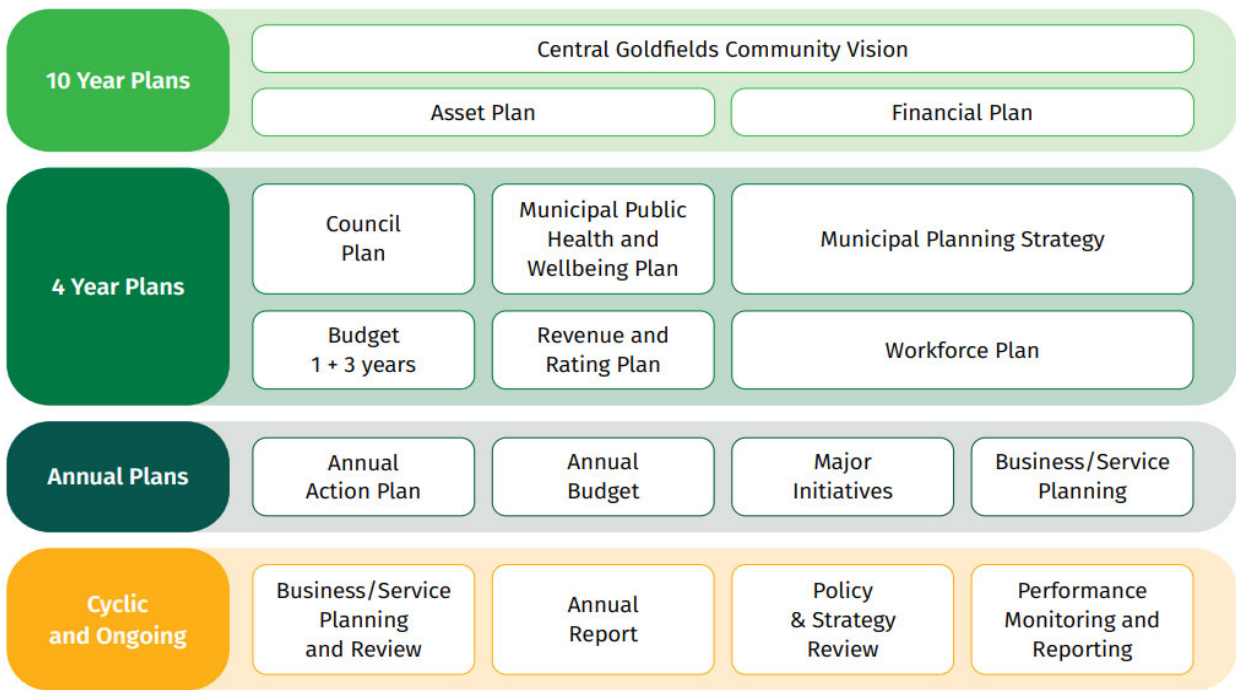 10 Year Plans
Central Goldfields Community Vision
Asset Plan
Financial Plan
4 Year Plans
Council
Plan
Municipal Public
Health and
Wellbeing Plan
Municipal Planning Strategy
Budget
1 + 3 years
Revenue and
Rating Plan
Workforce Plan
Annual Plans
Annual
Action Plan
Annual
Budget
Major
Initiatives
Business/Service
Planning
Cyclic
and Ongoing
Business/Service
Planning
and Review
Annual
Report
Policy
& Strategy
Review
Performance
Monitoring and
Reporting